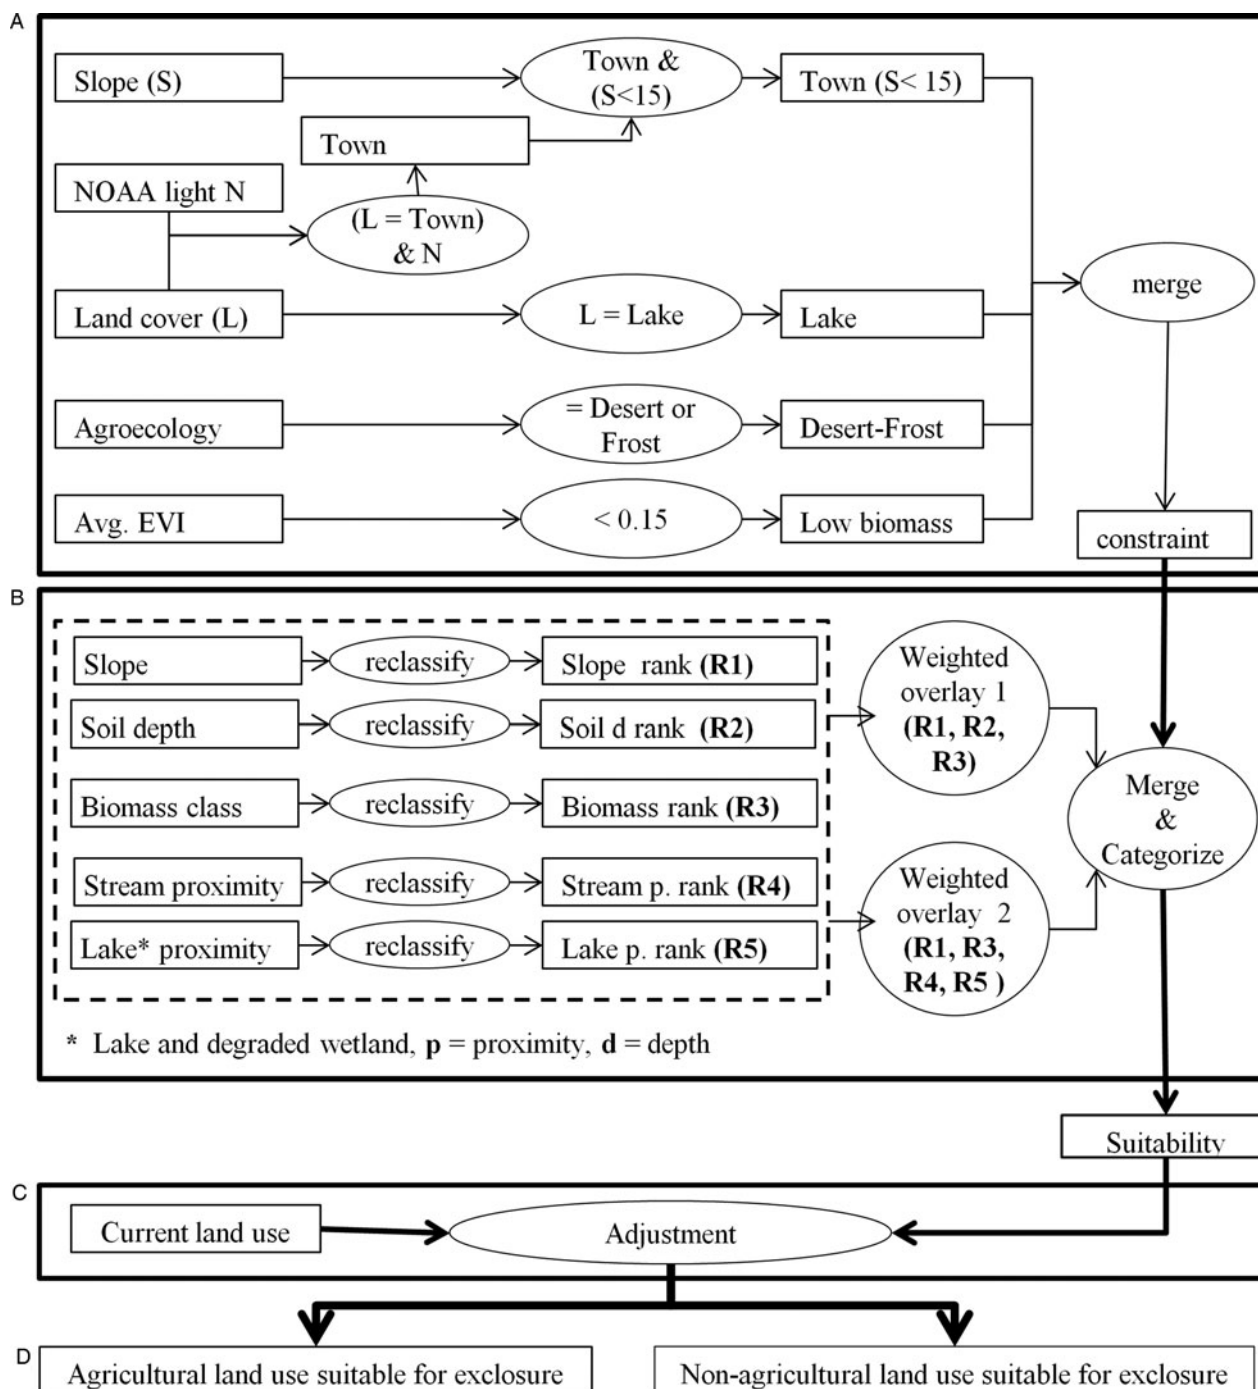 A
Slope (S)
Town &
(S<15)
Town (S< 15)
Town
NOAA light N
(L = Town)
& N
merge
Land cover (L)
L = Lake
Lake
Agroecology
= Desert or
Frost
Desert-Frost
Avg. EVI
< 0.15
Low biomass
constraint
B
Slope
reclassify
Slope rank (R1)
Soil depth
reclassify
Soil d rank (R2)
Biomass class
reclassify
Biomass rank (R3)
Stream proximity
reclassify
Stream p. rank (R4)
Lake* proximity
reclassify
Lake p. rank (R5)
Weighted
overlay 1
(R1, R2,
R3)
Merge
&
Categorize
Weighted
overlay 2
(R1, R3,
R4, R5 )
* Lake and degraded wetland, p = proximity, d = depth
Suitability
C
Current land use
Adjustment
D
Agricultural land use suitable for exclosure
Non-agricultural land use suitable for exclosure